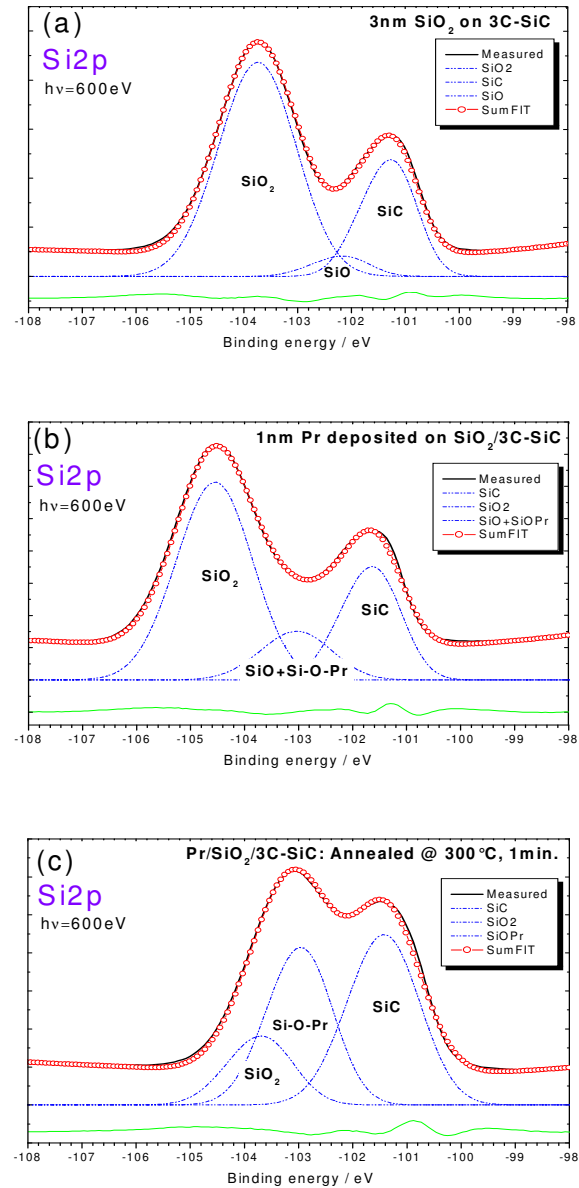 (a)
3nm SiO₂ on 3C-SiC
Si2p
hν=600eV
Measured
SiO2
SiC
SiO
SumFIT
SiO₂
SiC
SiO
-108 -107 -106 -105 -104 -103 -102 -101 -100 -99 -98
Binding energy / eV
(b)
1nm Pr deposited on SiO₂/3C-SiC
Si2p
hν=600eV
Measured
SiC
SiO2
SiO+SiOPr
SumFIT
SiO₂
SiC
SiO+Si-O-Pr
-108 -107 -106 -105 -104 -103 -102 -101 -100 -99 -98
Binding energy / eV
(c)
Pr/SiO₂/3C-SiC: Annealed @ 300°C, 1min.
Si2p
hν=600eV
Measured
SiC
SiO2
SiOPr
SumFIT
SiC
Si-O-Pr
SiO₂
-108 -107 -106 -105 -104 -103 -102 -101 -100 -99 -98
Binding energy / eV